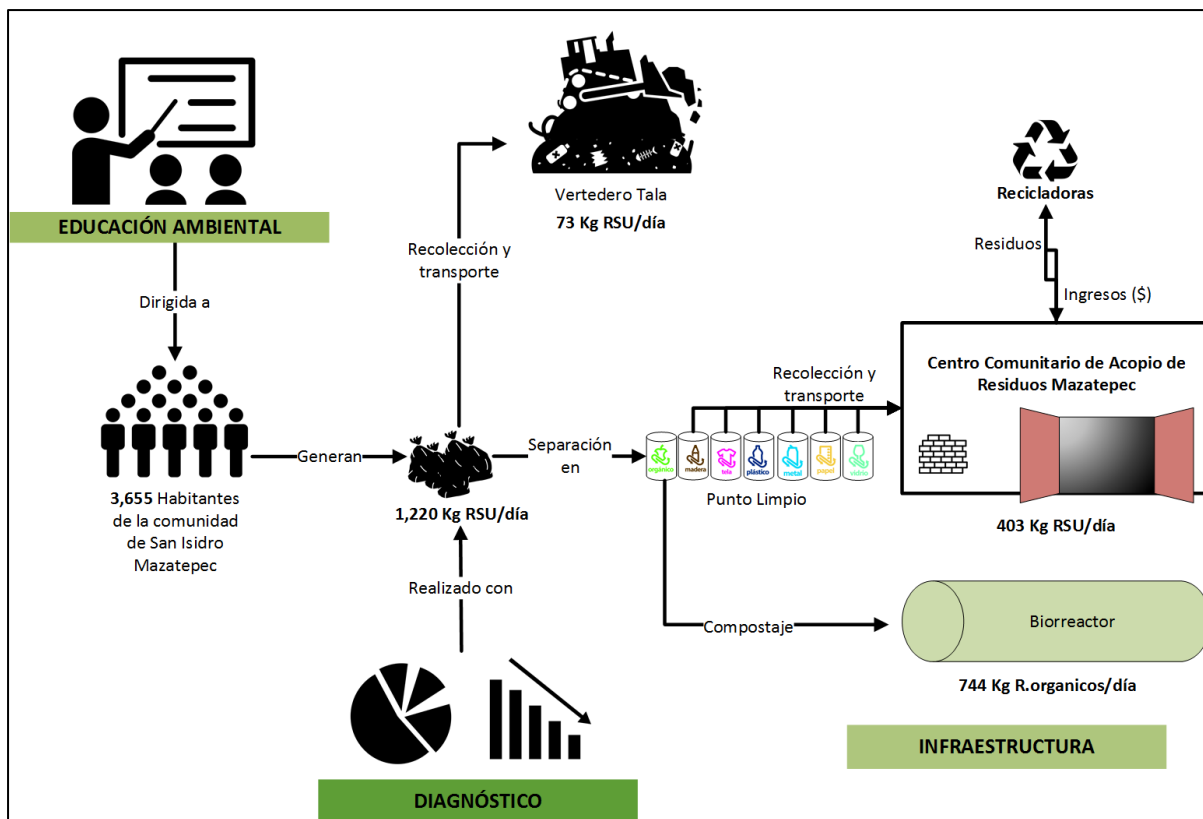 EDUCACIÓN AMBIENTAL
Dirigida a
3,655 Habitantes
de la comunidad
de San Isidro
Mazatepec
Generan
1,220 Kg RSU/día
Recolección y
transporte
Vertedero Tala
73 Kg RSU/día
Realizado con
DIAGNÓSTICO
Separación
en
orgánico
madera
tela
plástico
metal
papel
vidrio
Punto Limpio
Recolección y
transporte
Recicladoras
Residuos
Ingresos ($)
Centro Comunitario de Acopio de
Residuos Mazatepec
403 Kg RSU/día
Compostaje
Biorreactor
744 Kg R.organicos/día
INFRAESTRUCTURA